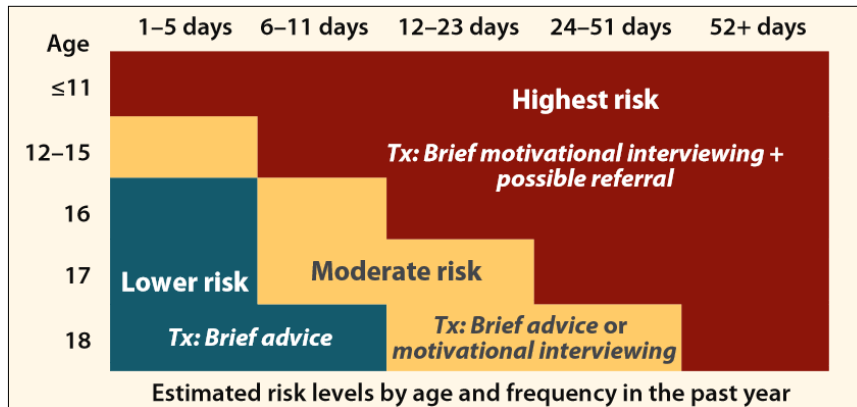 Age
1–5 days 6–11 days 12–23 days 24–51 days 52+ days
≤11
Highest risk
12–15
Tx: Brief motivational interviewing +
possible referral
16
17
Lower risk
Moderate risk
18
Tx: Brief advice
Tx: Brief advice or
motivational interviewing
Estimated risk levels by age and frequency in the past year